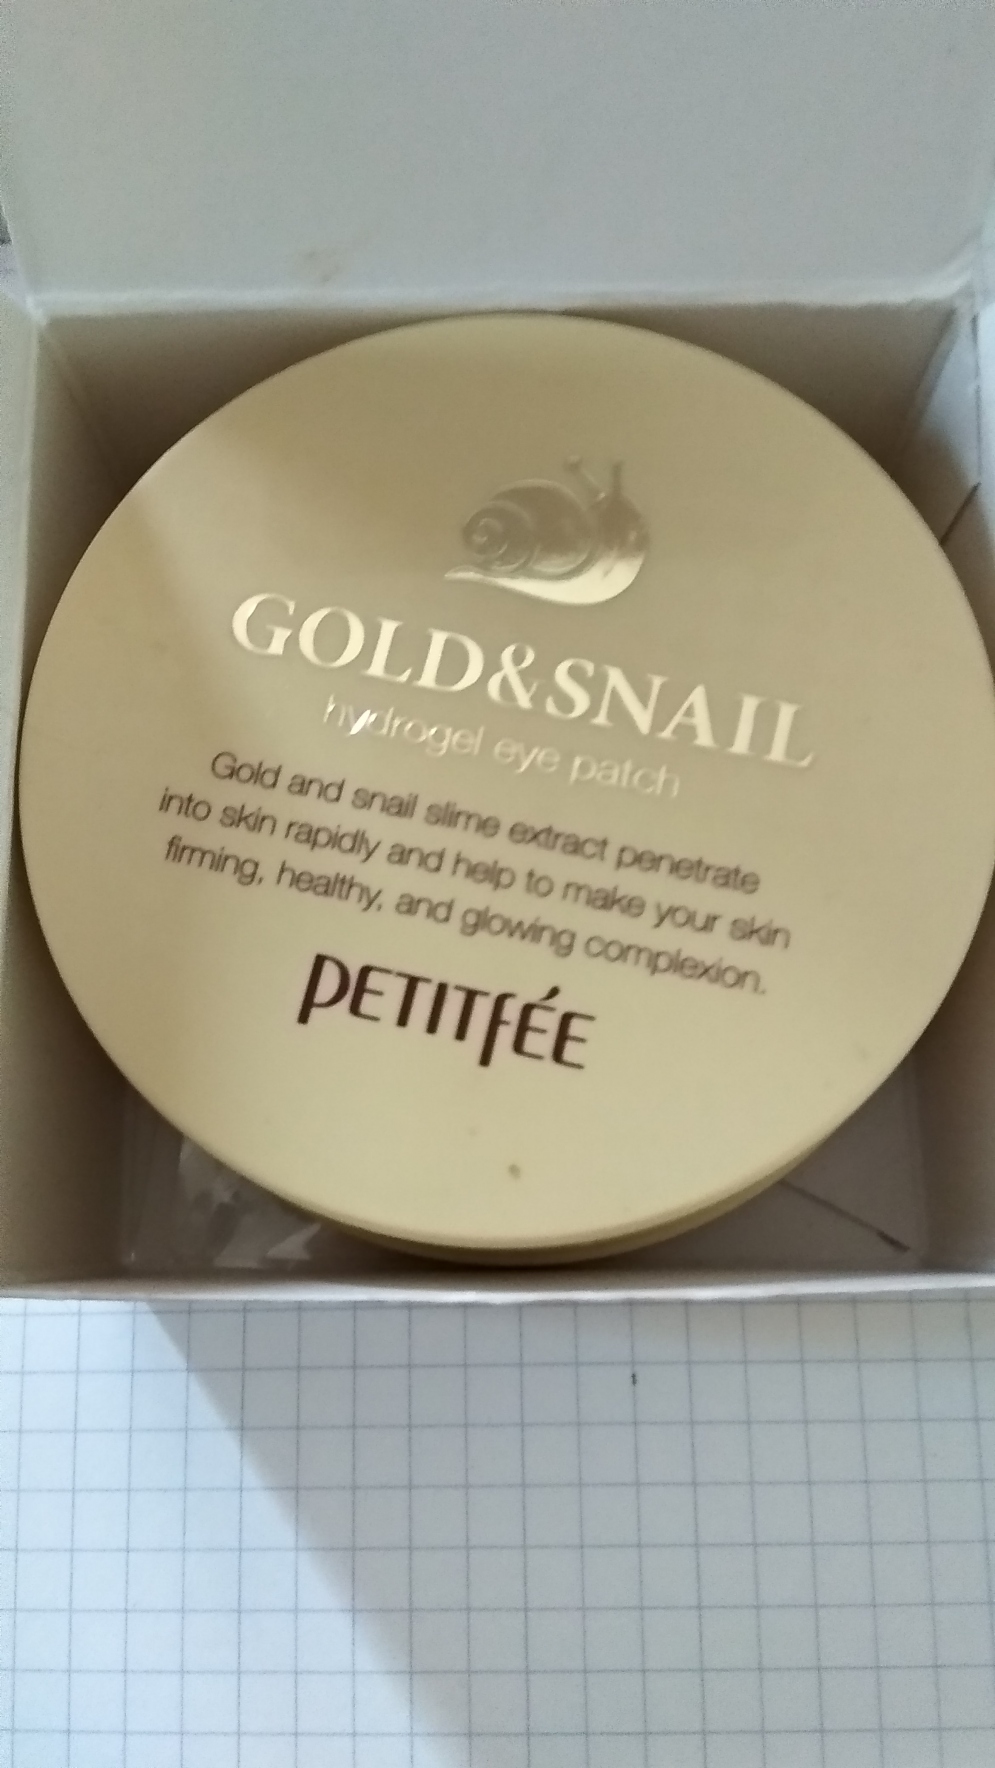 GOLD&SNAIL
hydrogel eye patch
Gold and snail slime extract penetrate
into skin rapidly and help to make your skin
firming, healthy, and glowing complexion.
PETITFÉE